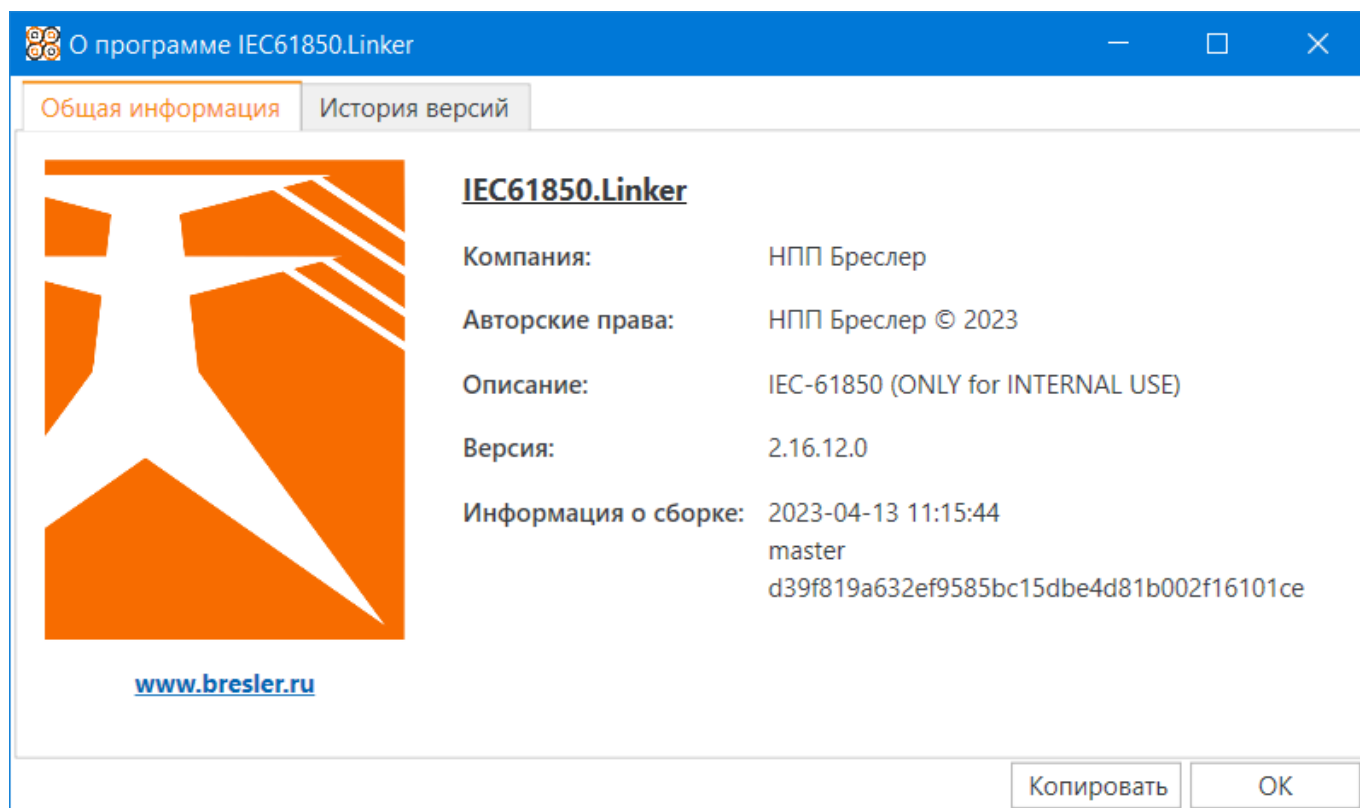 О программе IEC61850.Linker
Общая информация
История версий
IEC61850.Linker
Компания: НПП Бреслер
Авторские права: НПП Бреслер © 2023
Описание: IEC-61850 (ONLY for INTERNAL USE)
Версия: 2.16.12.0
Информация о сборке: 2023-04-13 11:15:44
master
d39f819a632ef9585bc15dbe4d81b002f16101ce
www.bresler.ru
Копировать
ОК